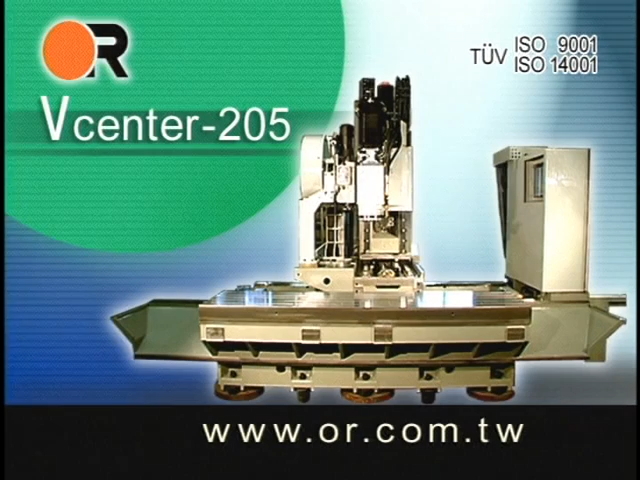 OR
TÜV ISO 9001
ISO 14001
Vcenter-205
www.or.com.tw